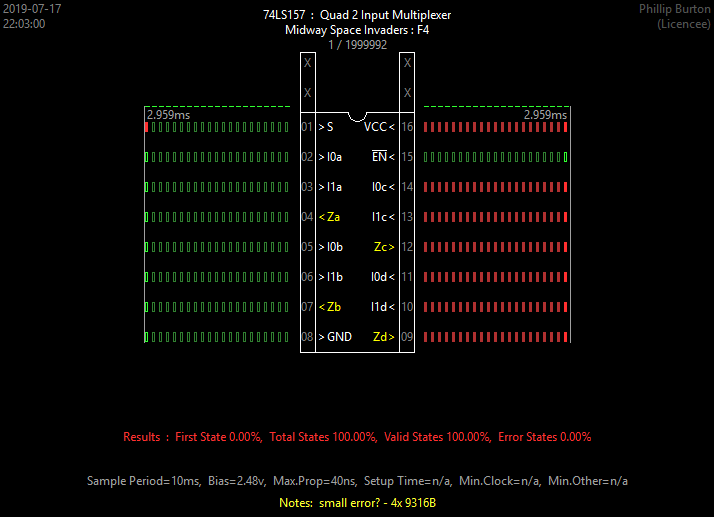 2019-07-17
22:03:00
74LS157 : Quad 2 Input Multiplexer
Midway Space Invaders : F4
1 / 1999992
Phillip Burton
(Licencee)
X X
X X
2.959ms 2.959ms
01 >S VCC< 16
02 >I0a EN< 15
03 >I1a I0c< 14
04 <Za I1c< 13
05 >I0b Zc> 12
06 >I1b I0d< 11
07 <Zb I1d< 10
08 >GND Zd> 09
Results : First State 0.00%, Total States 100.00%, Valid States 100.00%, Error States 0.00%
Sample Period=10ms, Bias=2.48v, Max.Prop=40ns, Setup Time=n/a, Min.Clock=n/a, Min.Other=n/a
Notes: small error? - 4x 9316B